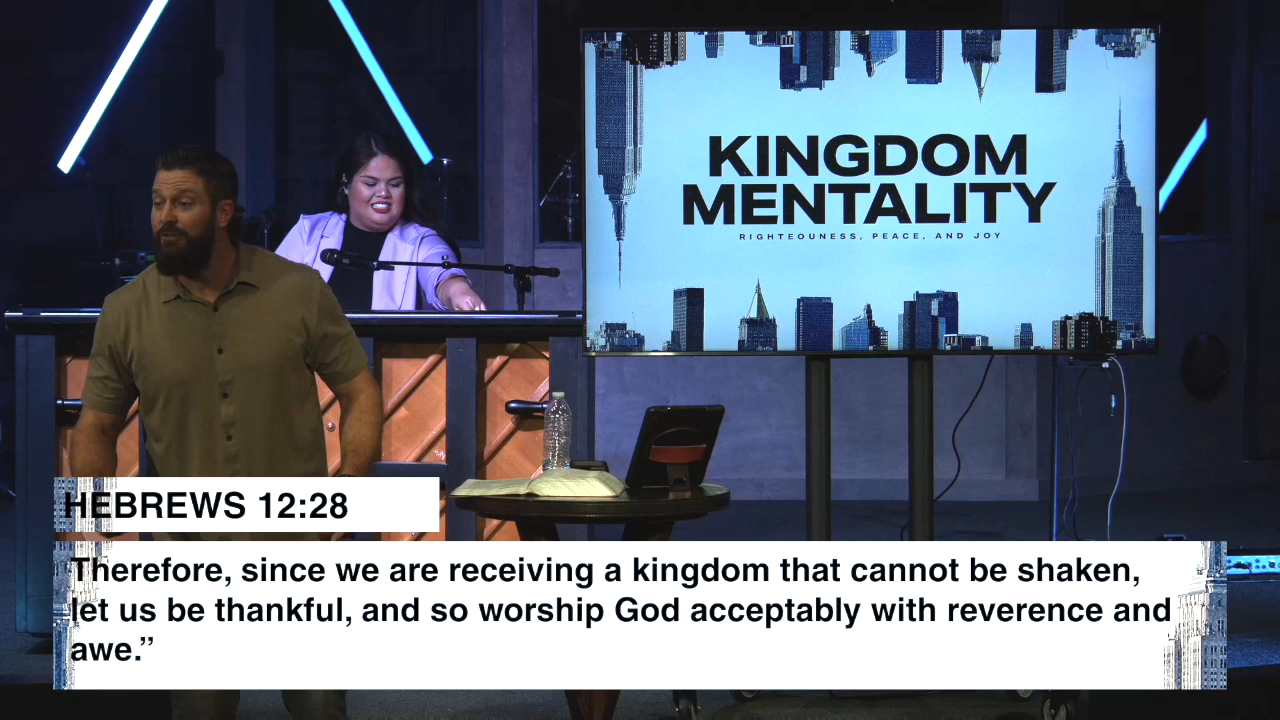 KINGDOM
MENTALITY
RIGHTEOUNESS, PEACE, AND JOY
HEBREWS 12:28
Therefore, since we are receiving a kingdom that cannot be shaken,
let us be thankful, and so worship God acceptably with reverence and
awe.”